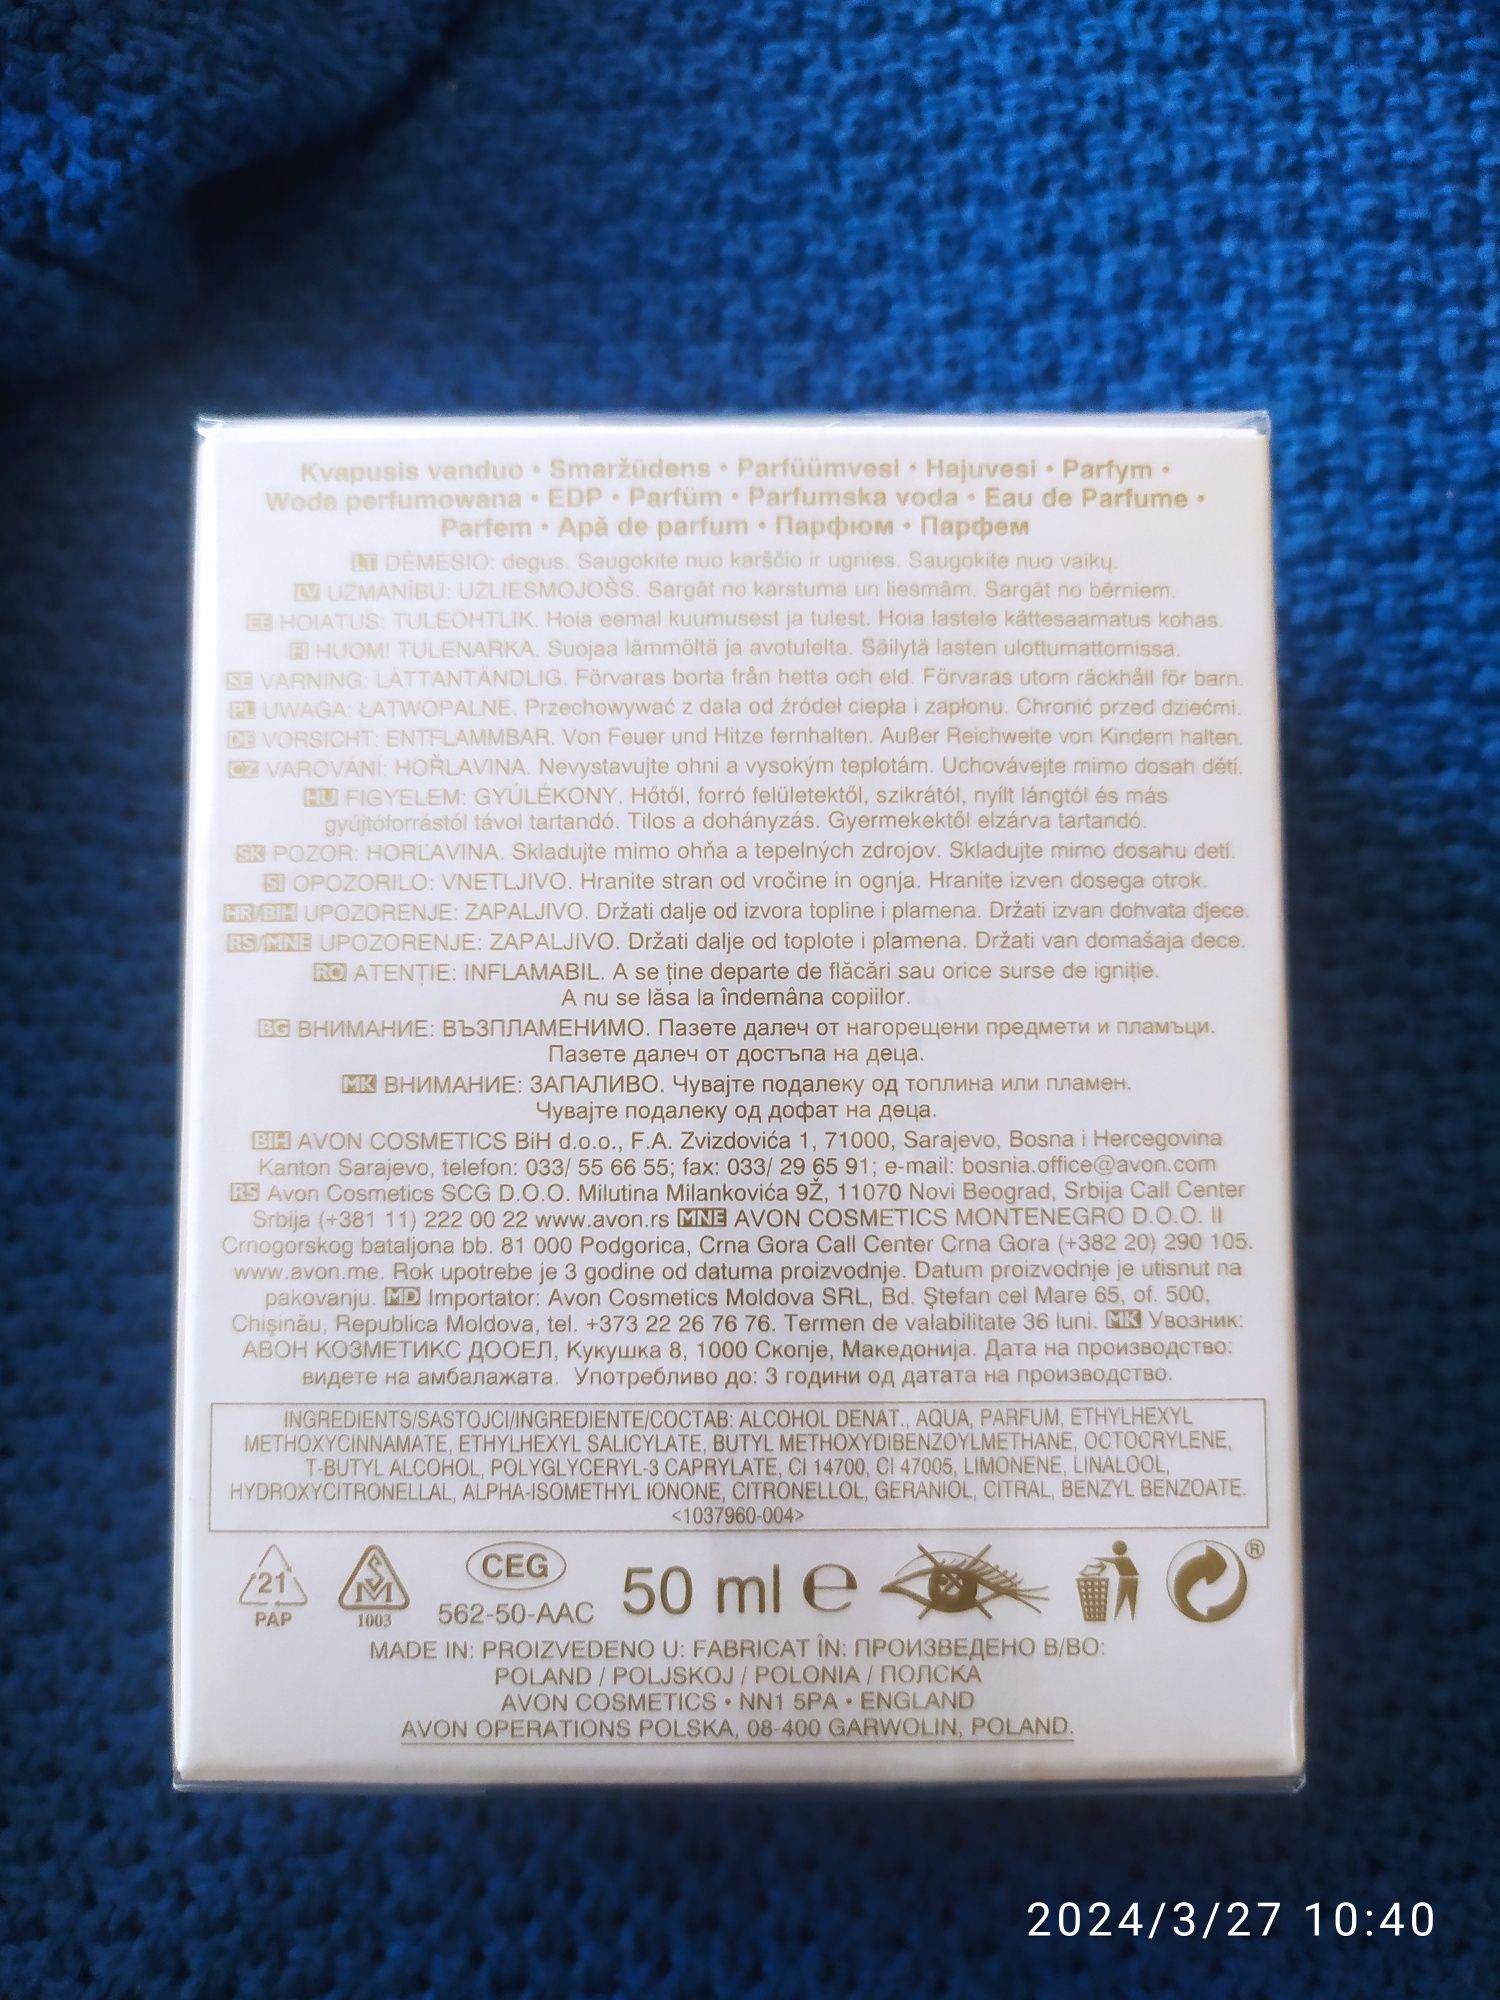 Kvapusis vanduo • Smaržūdens • Parfüümvesi • Hajuvesi • Parfym •
Woda perfumowana • EDP • Parfüm • Parfumska voda • Eau de Parfume •
Parfem • Apă de parfum • Парфюм • Парфем
LT DĖMESIO: degus. Saugokite nuo karščio ir ugnies. Saugokite nuo vaikų.
LV UZMANĪBU: UZLIESMOJOŠS. Sargāt no karstuma un liesmām. Sargāt no bērniem.
EE HOIATUS: TULEOHTLIK. Hoia eemal kuumusest ja tulest. Hoia lastele kättesaamatus kohas.
FI HUOM! TULENARKA. Suojaa lämmöltä ja avotulelta. Säilytä lasten ulottumattomissa.
SE VARNING: LÄTTANTÄNDLIG. Förvaras borta från hetta och eld. Förvaras utom räckhåll för barn.
PL UWAGA: ŁATWOPALNE. Przechowywać z dala od źródeł ciepła i zapłonu. Chronić przed dziećmi.
DE VORSICHT: ENTFLAMMBAR. Von Feuer und Hitze fernhalten. Außer Reichweite von Kindern halten.
CZ VAROVÁNÍ: HOŘLAVINA. Nevystavujte ohni a vysokým teplotám. Uchovávejte mimo dosah dětí.
HU FIGYELEM: GYÚLÉKONY. Hőtől, forró felületektől, szikrától, nyílt lángtól és más
gyújtóforrástól távol tartandó. Tilos a dohányzás. Gyermekektől elzárva tartandó.
SK POZOR: HORĽAVINA. Skladujte mimo ohňa a tepelných zdrojov. Skladujte mimo dosahu detí.
SI OPOZORILO: VNETLJIVO. Hranite stran od vročine in ognja. Hranite izven dosega otrok.
HR/BIH UPOZORENJE: ZAPALJIVO. Držati dalje od izvora topline i plamena. Držati izvan dohvata djece.
RS/MNE UPOZORENJE: ZAPALJIVO. Držati dalje od toplote i plamena. Držati van domašaja dece.
RO ATENȚIE: INFLAMABIL. A se ține departe de flăcări sau orice surse de igniție.
A nu se lăsa la îndemâna copiilor.
BG ВНИМАНИЕ: ВЪЗПЛАМЕНИМО. Пазете далеч от нагорещени предмети и пламъци.
Пазете далеч от достъпа на деца.
MK ВНИМАНИЕ: ЗАПАЛИВО. Чувајте подалеку од топлина или пламен.
Чувајте подалеку од дофат на деца.
BIH AVON COSMETICS BiH d.o.o., F.A. Zvizdovića 1, 71000, Sarajevo, Bosna i Hercegovina
Kanton Sarajevo, telefon: 033/ 55 66 55; fax: 033/ 29 65 91; e-mail: bosnia.office@avon.com
RS Avon Cosmetics SCG D.O.O. Milutina Milankovića 9Ž, 11070 Novi Beograd, Srbija Call Center
Srbija (+381 11) 222 00 22 www.avon.rs MNE AVON COSMETICS MONTENEGRO D.O.O. II
Crnogorskog bataljona bb. 81 000 Podgorica, Crna Gora Call Center Crna Gora (+382 20) 290 105.
www.avon.me. Rok upotrebe je 3 godine od datuma proizvodnje. Datum proizvodnje je utisnut na
pakovanju. MD Importator: Avon Cosmetics Moldova SRL, Bd. Ştefan cel Mare 65, of. 500,
Chişinău, Republica Moldova, tel. +373 22 26 76 76. Termen de valabilitate 36 luni. MK Увозник:
АВОН КОЗМЕТИКС ДООЕЛ, Кукушка 8, 1000 Скопје, Македонија. Дата на производство:
видете на амбалажата. Употребливо до: 3 години од датата на производство.
INGREDIENTS/SASTOJCI/INGREDIENTE/СОСТАВ: ALCOHOL DENAT., AQUA, PARFUM, ETHYLHEXYL
METHOXYCINNAMATE, ETHYLHEXYL SALICYLATE, BUTYL METHOXYDIBENZOYLMETHANE, OCTOCRYLENE,
T-BUTYL ALCOHOL, POLYGLYCERYL-3 CAPRYLATE, CI 14700, CI 47005, LIMONENE, LINALOOL,
HYDROXYCITRONELLAL, ALPHA-ISOMETHYL IONONE, CITRONELLOL, GERANIOL, CITRAL, BENZYL BENZOATE.
<1037960-004>
21 PAP
SM 1003
CEG
562-50-AAC
50 ml e
®
MADE IN: PROIZVEDENO U: FABRICAT ÎN: ПРОИЗВЕДЕНО В/ВО:
POLAND / POLJSKOJ / POLONIA / ПОЛСКА
AVON COSMETICS • NN1 5PA • ENGLAND
AVON OPERATIONS POLSKA, 08-400 GARWOLIN, POLAND.
2024/3/27 10:40